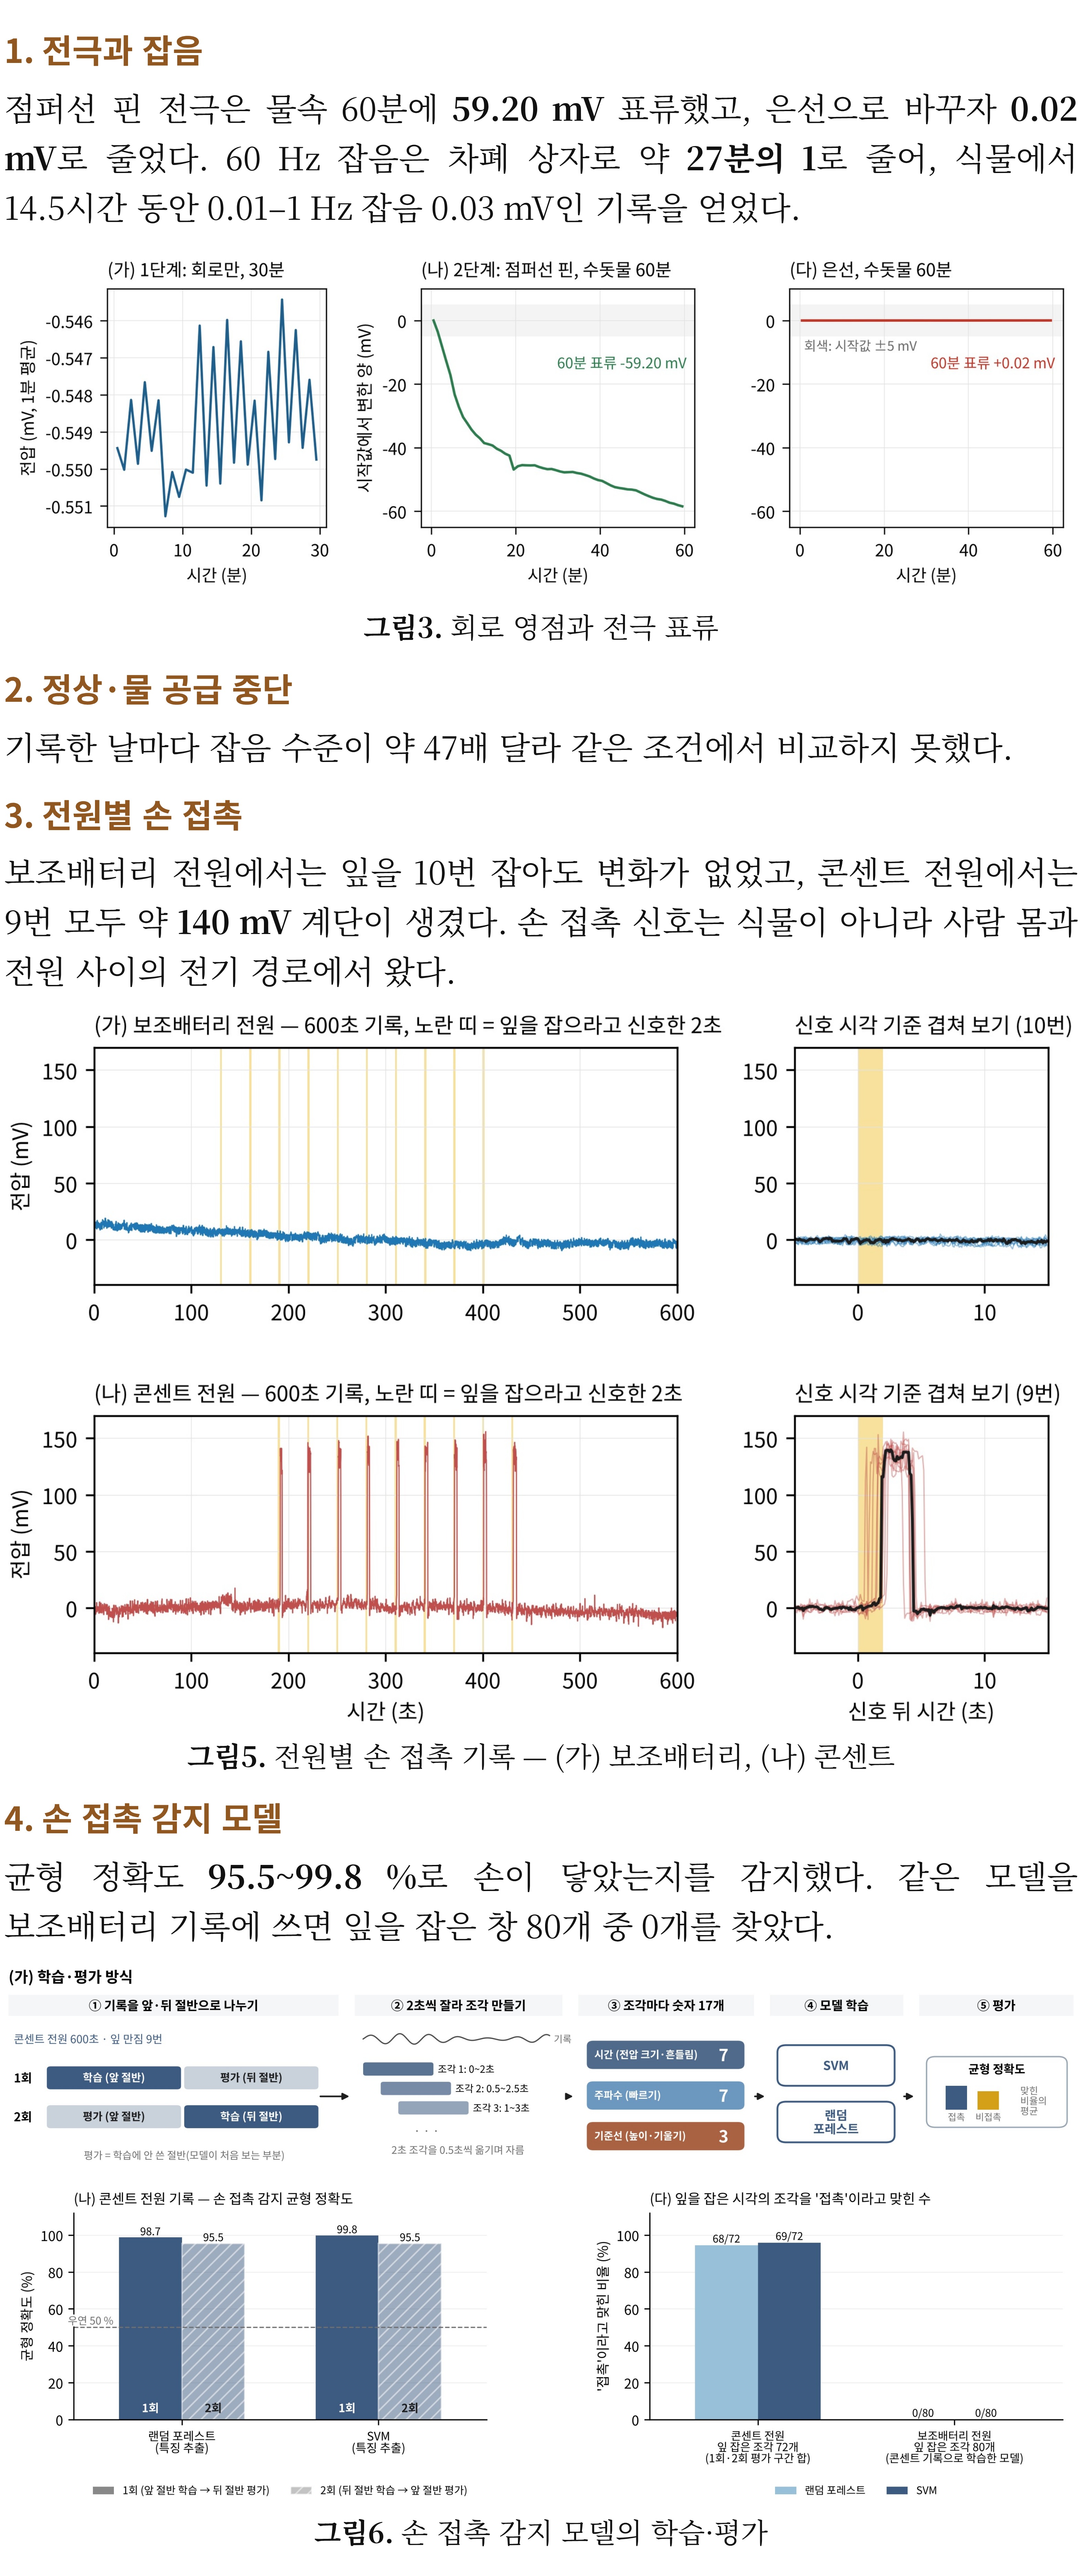 1. 전극과 잡음
점퍼선 핀 전극은 물속 60분에 59.20 mV 표류했고, 은선으로 바꾸자 0.02
mV로 줄었다. 60 Hz 잡음은 차폐 상자로 약 27분의 1로 줄어, 식물에서
14.5시간 동안 0.01–1 Hz 잡음 0.03 mV인 기록을 얻었다.
(가) 1단계: 회로만, 30분
전압 (mV, 1분 평균)
-0.546
-0.547
-0.548
-0.549
-0.550
-0.551
0 10 20 30
시간 (분)
(나) 2단계: 점퍼선 핀, 수돗물 60분
시작값에서 변한 양 (mV)
0
-20
-40
-60
60분 표류 -59.20 mV
0 20 40 60
시간 (분)
(다) 은선, 수돗물 60분
0
-20
-40
-60
회색: 시작값 ±5 mV
60분 표류 +0.02 mV
0 20 40 60
시간 (분)
그림3. 회로 영점과 전극 표류
2. 정상·물 공급 중단
기록한 날마다 잡음 수준이 약 47배 달라 같은 조건에서 비교하지 못했다.
3. 전원별 손 접촉
보조배터리 전원에서는 잎을 10번 잡아도 변화가 없었고, 콘센트 전원에서는
9번 모두 약 140 mV 계단이 생겼다. 손 접촉 신호는 식물이 아니라 사람 몸과
전원 사이의 전기 경로에서 왔다.
(가) 보조배터리 전원 — 600초 기록, 노란 띠 = 잎을 잡으라고 신호한 2초
전압 (mV)
150
100
50
0
0 100 200 300 400 500 600
신호 시각 기준 겹쳐 보기 (10번)
150
100
50
0
0 10
(나) 콘센트 전원 — 600초 기록, 노란 띠 = 잎을 잡으라고 신호한 2초
전압 (mV)
150
100
50
0
0 100 200 300 400 500 600
시간 (초)
신호 시각 기준 겹쳐 보기 (9번)
150
100
50
0
0 10
신호 뒤 시간 (초)
그림5. 전원별 손 접촉 기록 — (가) 보조배터리, (나) 콘센트
4. 손 접촉 감지 모델
균형 정확도 95.5~99.8 %로 손이 닿았는지를 감지했다. 같은 모델을
보조배터리 기록에 쓰면 잎을 잡은 창 80개 중 0개를 찾았다.
(가) 학습·평가 방식
① 기록을 앞·뒤 절반으로 나누기
콘센트 전원 600초 · 잎 만짐 9번
1회 학습 (앞 절반) 평가 (뒤 절반)
2회 평가 (앞 절반) 학습 (뒤 절반)
평가 = 학습에 안 쓴 절반(모델이 처음 보는 부분)
② 2초씩 잘라 조각 만들기
기록
조각 1: 0~2초
조각 2: 0.5~2.5초
조각 3: 1~3초
· · ·
2초 조각을 0.5초씩 옮기며 자름
③ 조각마다 숫자 17개
시간 (전압 크기·흔들림) 7
주파수 (빠르기) 7
기준선 (높이·기울기) 3
④ 모델 학습
SVM
랜덤
포레스트
⑤ 평가
균형 정확도
접촉 비접촉
맞힌
비율의
평균
(나) 콘센트 전원 기록 — 손 접촉 감지 균형 정확도
균형 정확도 (%)
100
80
60
40
20
0
우연 50 %
98.7 95.5 99.8 95.5
1회 2회 1회 2회
랜덤 포레스트
(특징 추출)
SVM
(특징 추출)
1회 (앞 절반 학습 → 뒤 절반 평가) 2회 (뒤 절반 학습 → 앞 절반 평가)
(다) 잎을 잡은 시각의 조각을 '접촉'이라고 맞힌 수
'접촉'이라고 맞힌 비율 (%)
100
80
60
40
20
0
68/72 69/72 0/80 0/80
콘센트 전원
잎 잡은 조각 72개
(1회·2회 평가 구간 합)
보조배터리 전원
잎 잡은 조각 80개
(콘센트 기록으로 학습한 모델)
랜덤 포레스트 SVM
그림6. 손 접촉 감지 모델의 학습·평가